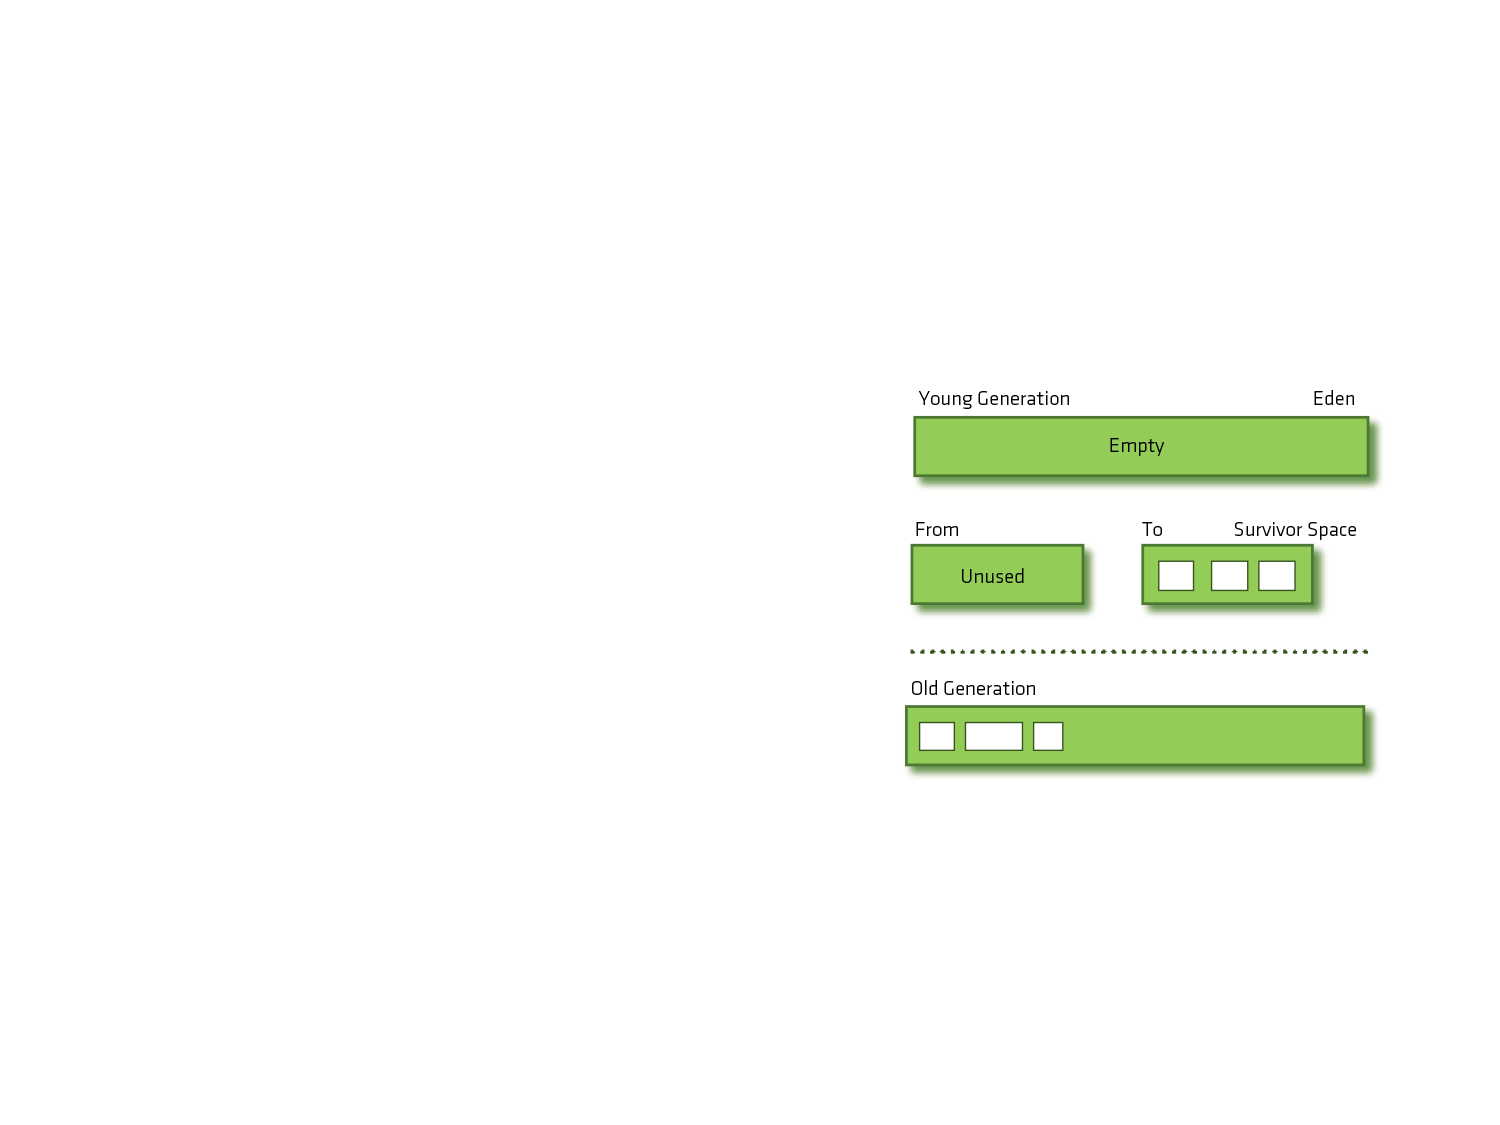 Young Generation Eden
Empty
From To Survivor Space
Unused
Old Generation